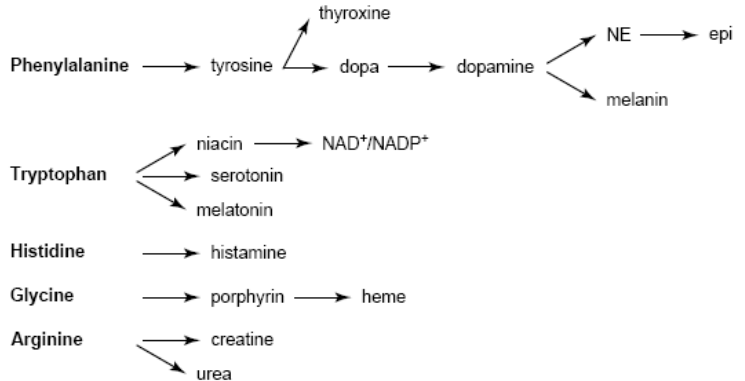 thyroxine
Phenylalanine tyrosine dopa dopamine NE epi
melanin
niacin NAD⁺/NADP⁺
Tryptophan serotonin
melatonin
Histidine histamine
Glycine porphyrin heme
Arginine creatine
urea